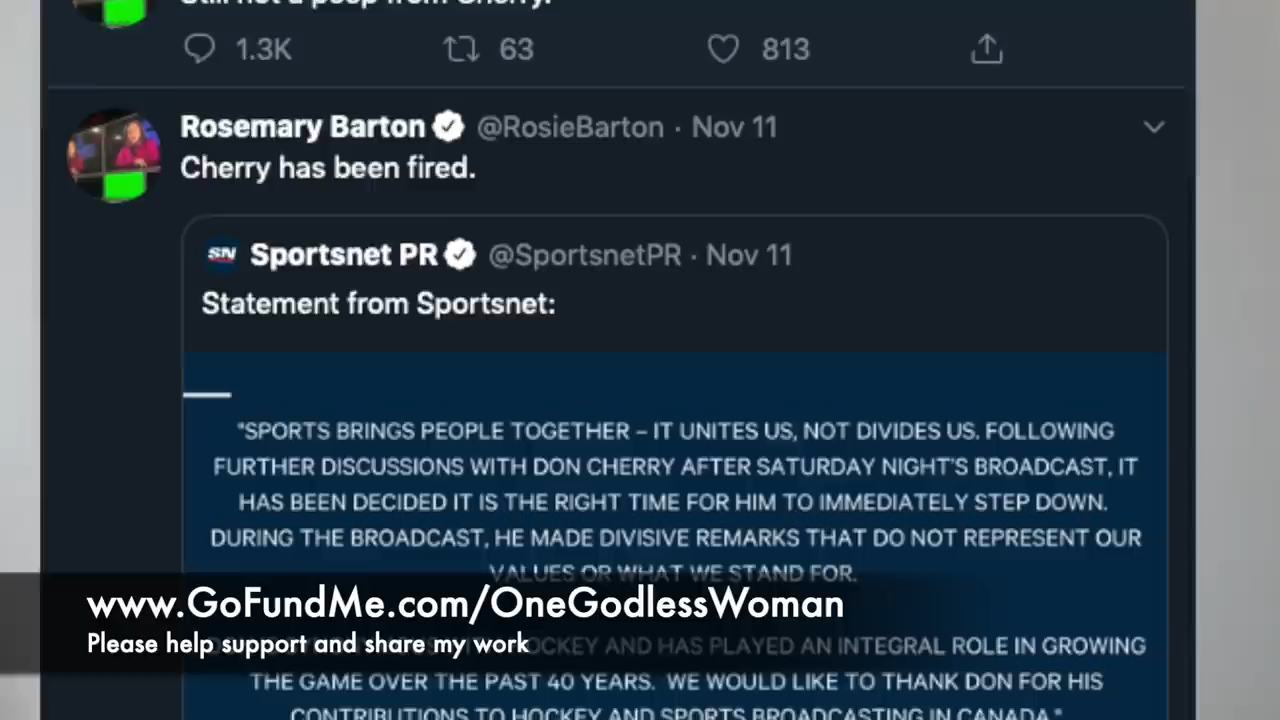 Still not a peep from Cherry.
1.3K 63 813
Rosemary Barton @RosieBarton · Nov 11
Cherry has been fired.
SN Sportsnet PR @SportsnetPR · Nov 11
Statement from Sportsnet:
"SPORTS BRINGS PEOPLE TOGETHER – IT UNITES US, NOT DIVIDES US. FOLLOWING
FURTHER DISCUSSIONS WITH DON CHERRY AFTER SATURDAY NIGHT'S BROADCAST, IT
HAS BEEN DECIDED IT IS THE RIGHT TIME FOR HIM TO IMMEDIATELY STEP DOWN.
DURING THE BROADCAST, HE MADE DIVISIVE REMARKS THAT DO NOT REPRESENT OUR
VALUES OR WHAT WE STAND FOR.
www.GoFundMe.com/OneGodlessWoman
Please help support and share my work
HOCKEY AND HAS PLAYED AN INTEGRAL ROLE IN GROWING
THE GAME OVER THE PAST 40 YEARS. WE WOULD LIKE TO THANK DON FOR HIS
CONTRIBUTIONS TO HOCKEY AND SPORTS BROADCASTING IN CANADA."